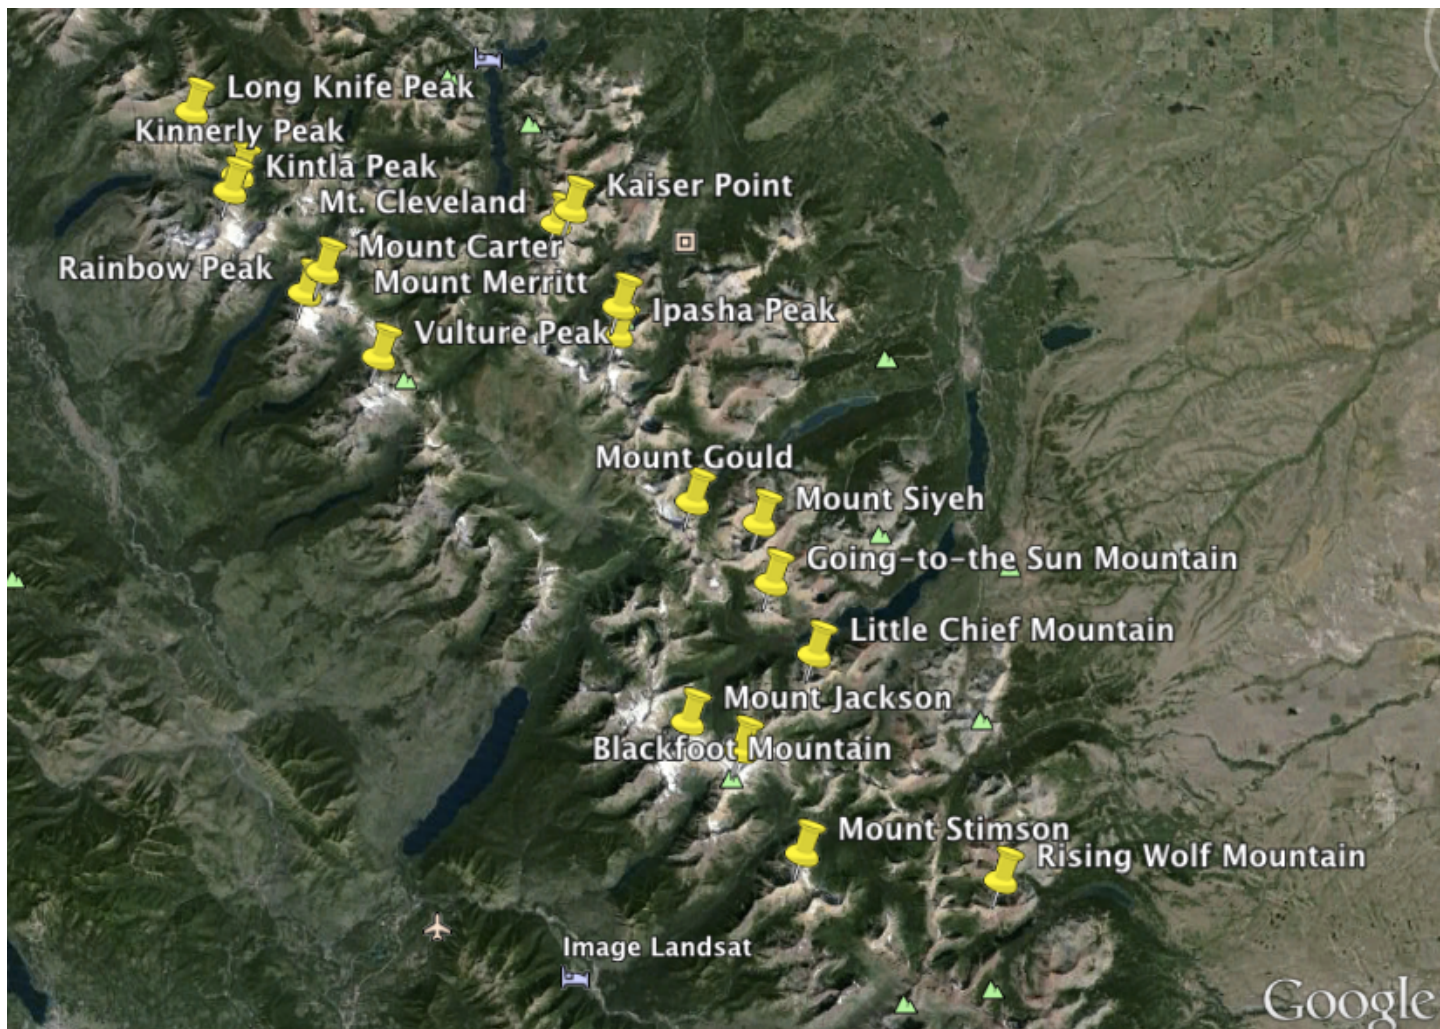 Long Knife Peak
Kinnerly Peak
Kintla Peak
Kaiser Point
Mt. Cleveland
Mount Carter
Rainbow Peak
Mount Merritt
Ipasha Peak
Vulture Peak
Mount Gould
Mount Siyeh
Going-to-the Sun Mountain
Little Chief Mountain
Mount Jackson
Blackfoot Mountain
Mount Stimson
Rising Wolf Mountain
Image Landsat
Google